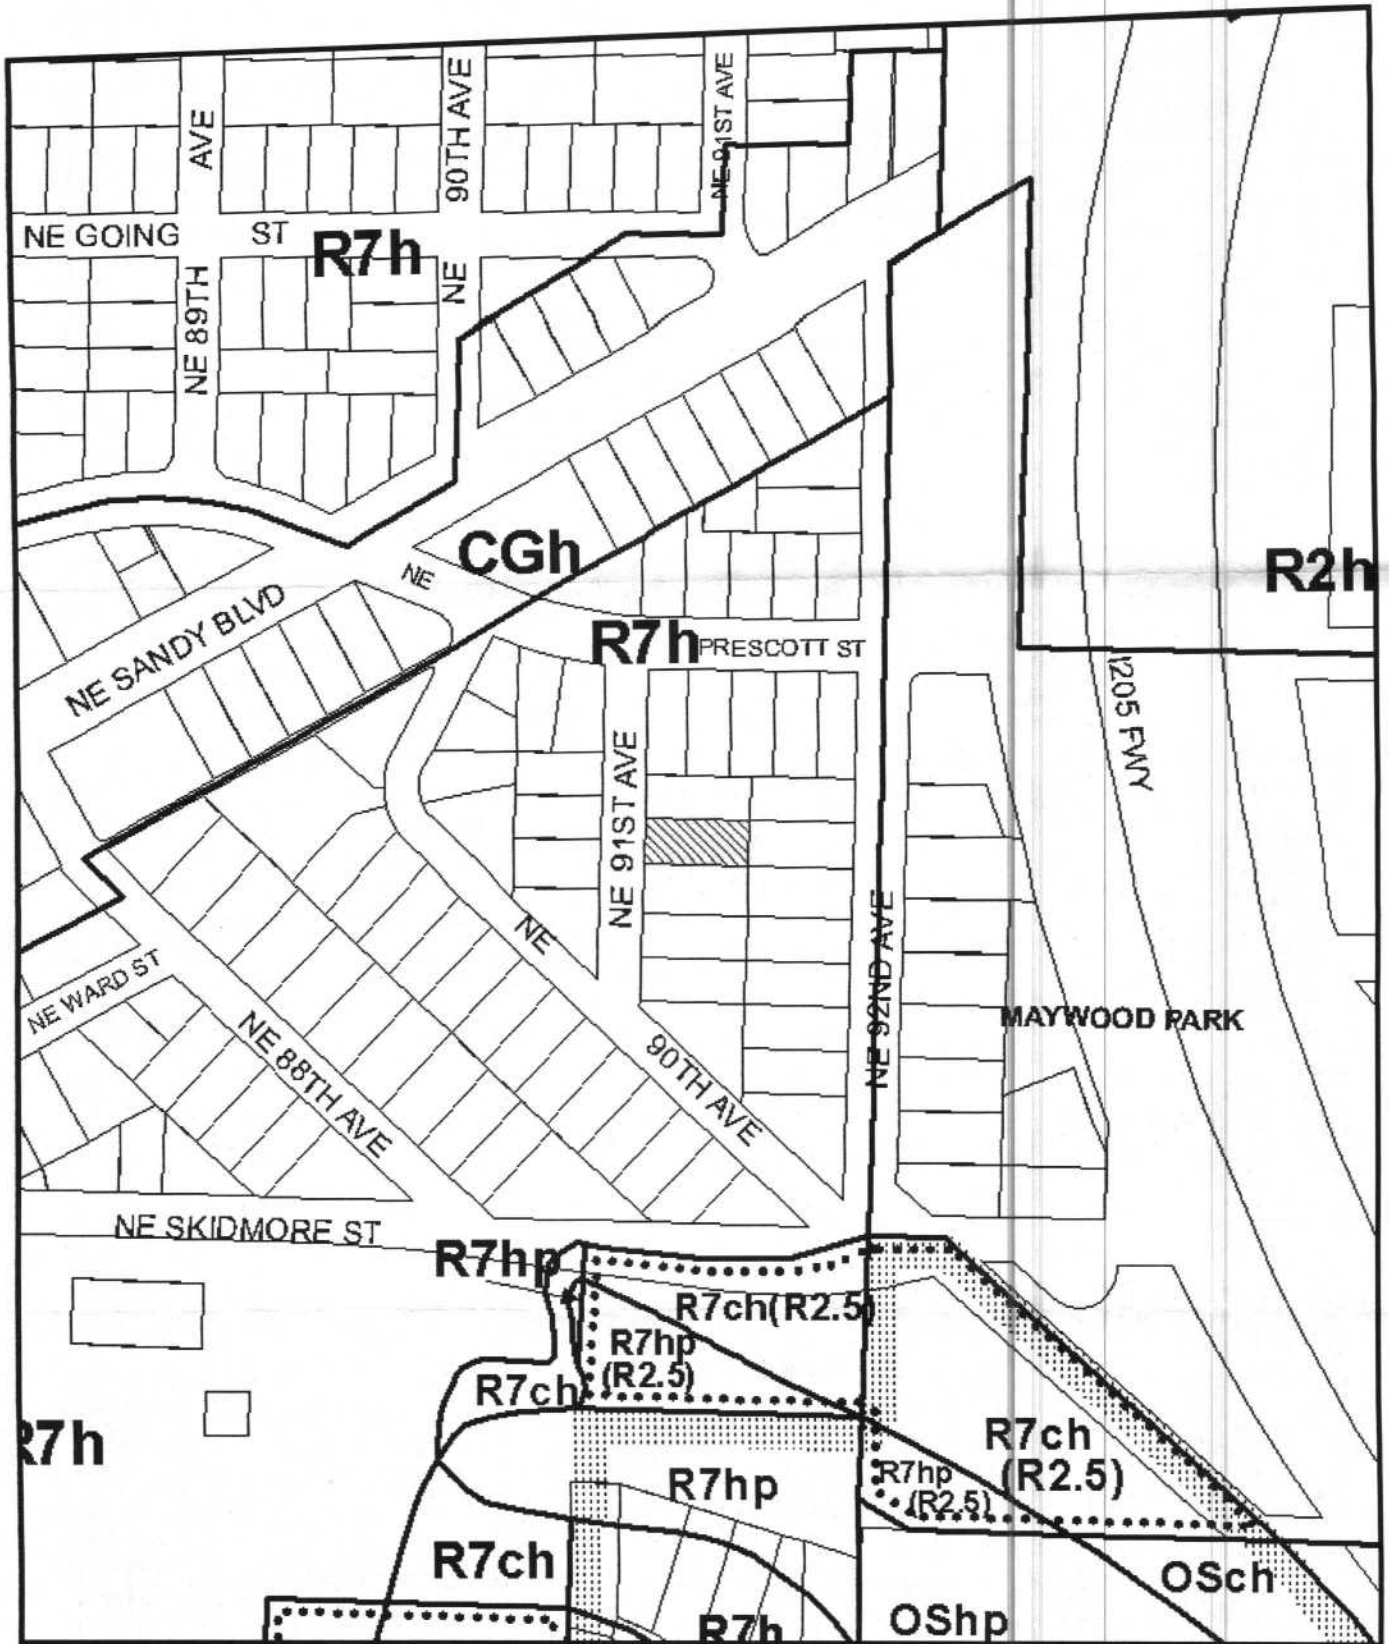 NE 91ST AVE
90TH AVE
NE
AVE
NE 89TH
NE GOING ST
R7h
CGh
NE
R2h
NE SANDY BLVD
R7h
PRESCOTT ST
I205 FWY
NE 91ST AVE
NE
90TH AVE
NE 92ND AVE
NE WARD ST
NE 88TH AVE
MAYWOOD PARK
NE SKIDMORE ST
R7hp
R7ch(R2.5)
R7hp
(R2.5)
R7ch
R7h
R7ch
(R2.5)
R7hp
(R2.5)
R7hp
R7ch
OSch
OShp
R7h